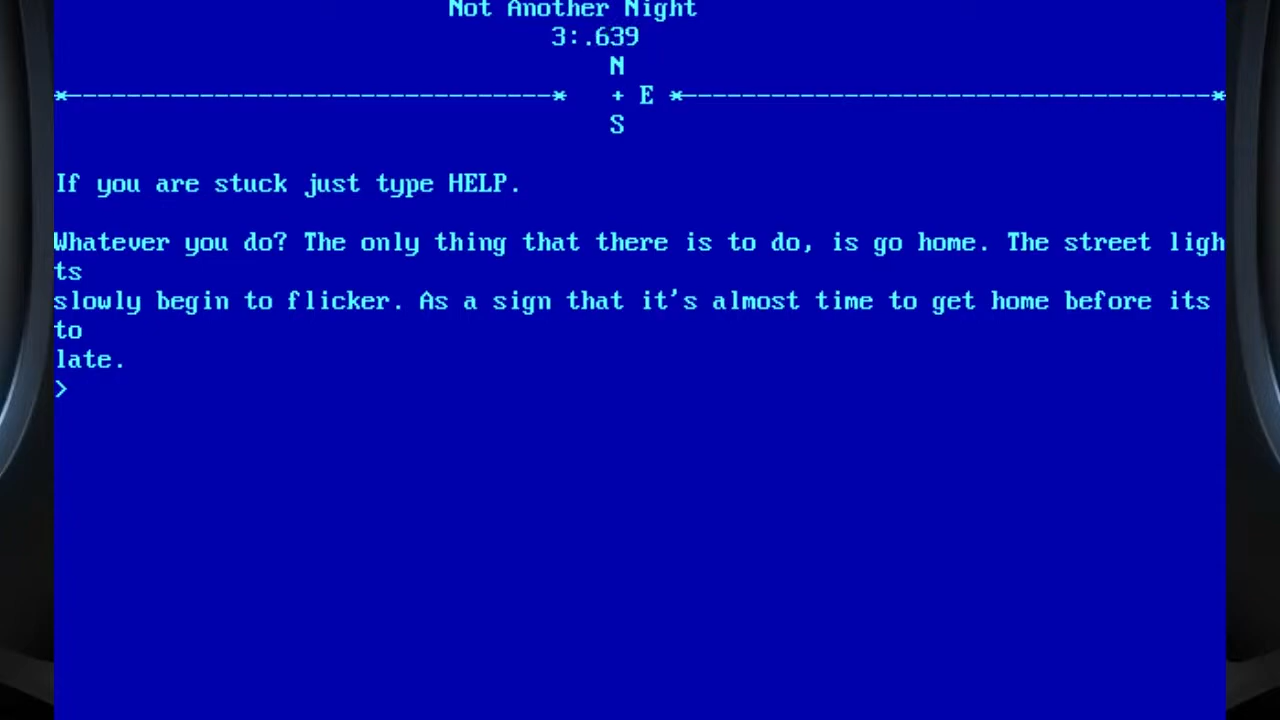 Not Another Night
3:.639
N
*---------------------------------* + E *------------------------------------*
S
If you are stuck just type HELP.
Whatever you do? The only thing that there is to do, is go home. The street ligh
ts
slowly begin to flicker. As a sign that it's almost time to get home before its
to
late.
>